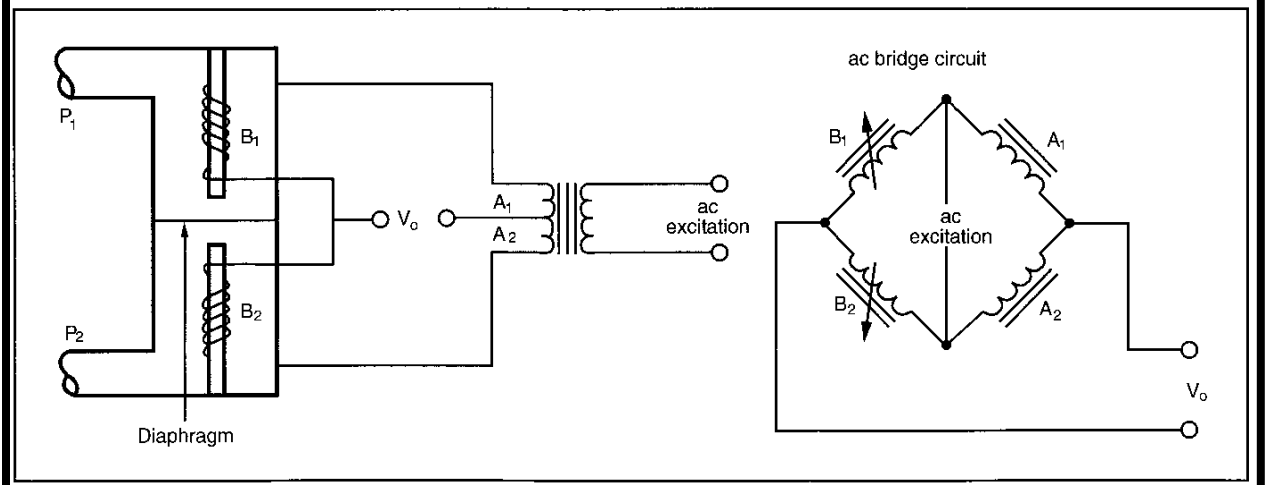 P1
B1
Vo
A1
A2
ac
excitation
B2
P2
Diaphragm
ac bridge circuit
B1
A1
ac
excitation
B2
A2
Vo